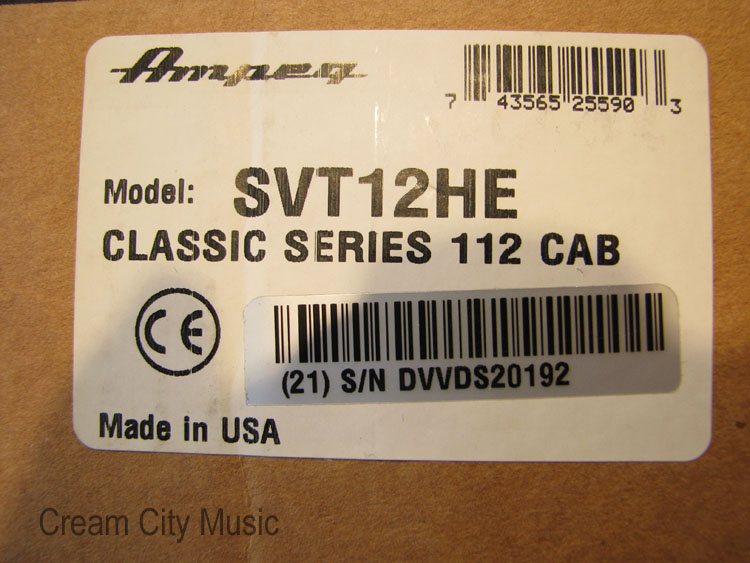 Ampeg
7 43565 25590 3
Model: SVT12HE
CLASSIC SERIES 112 CAB
CE
(21) S/N DVVDS20192
Made in USA
Cream City Music